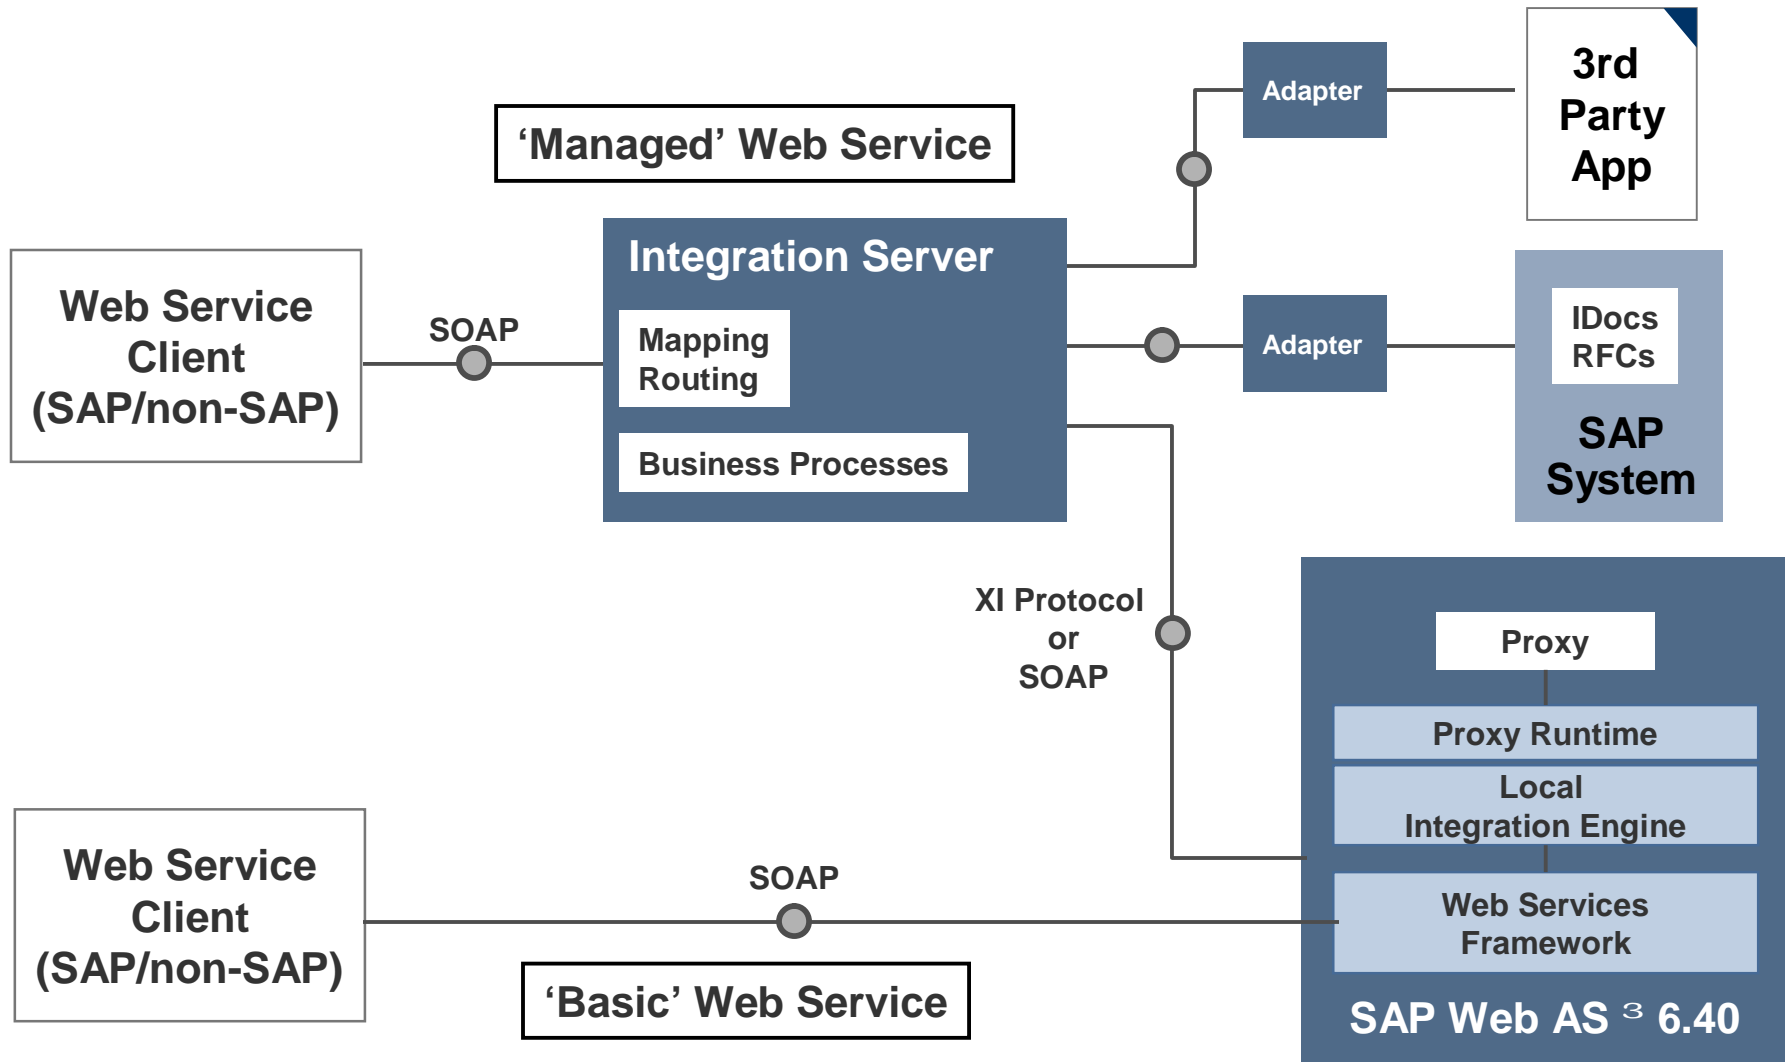 3rd
Party
App
Adapter
‘Managed’ Web Service
Integration Server
Web Service
Client
(SAP/non-SAP)
SOAP
Mapping
Routing
Business Processes
Adapter
IDocs
RFCs
SAP
System
XI Protocol
or
SOAP
Proxy
Proxy Runtime
Local
Integration Engine
Web Services
Framework
SAP Web AS ³ 6.40
Web Service
Client
(SAP/non-SAP)
SOAP
‘Basic’ Web Service